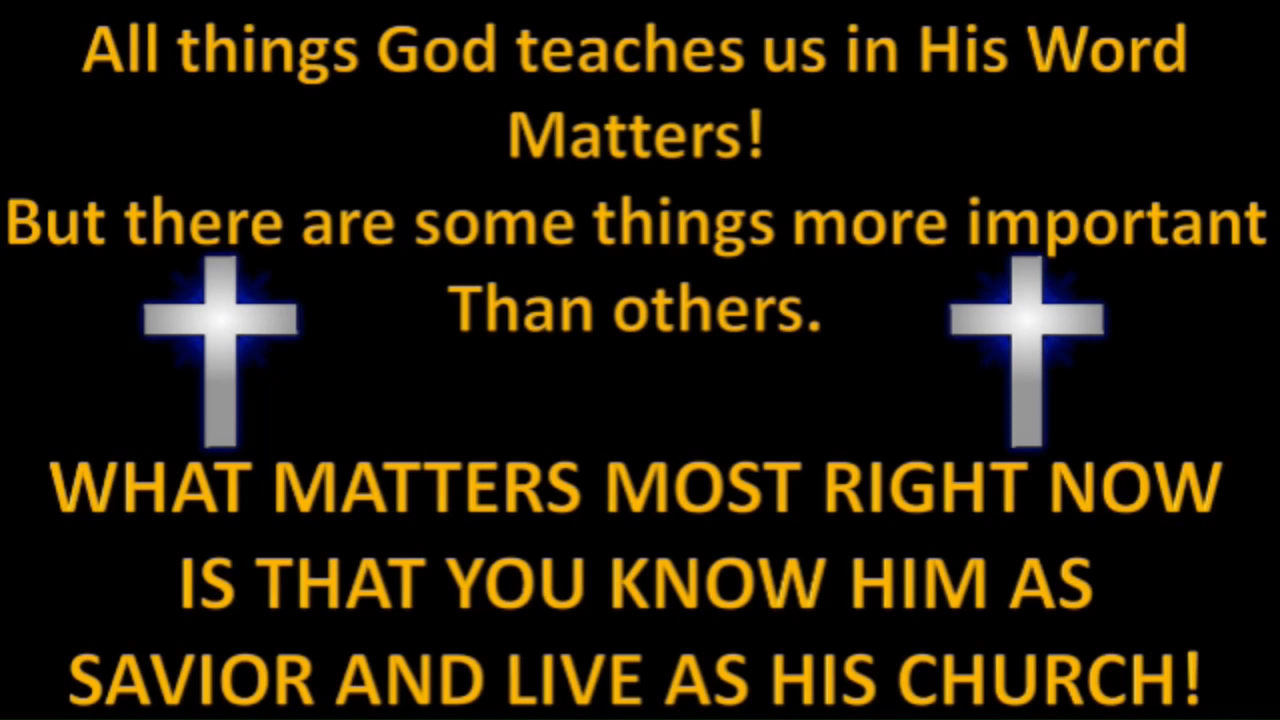 All things God teaches us in His Word
Matters!
But there are some things more important
Than others.
WHAT MATTERS MOST RIGHT NOW
IS THAT YOU KNOW HIM AS
SAVIOR AND LIVE AS HIS CHURCH!